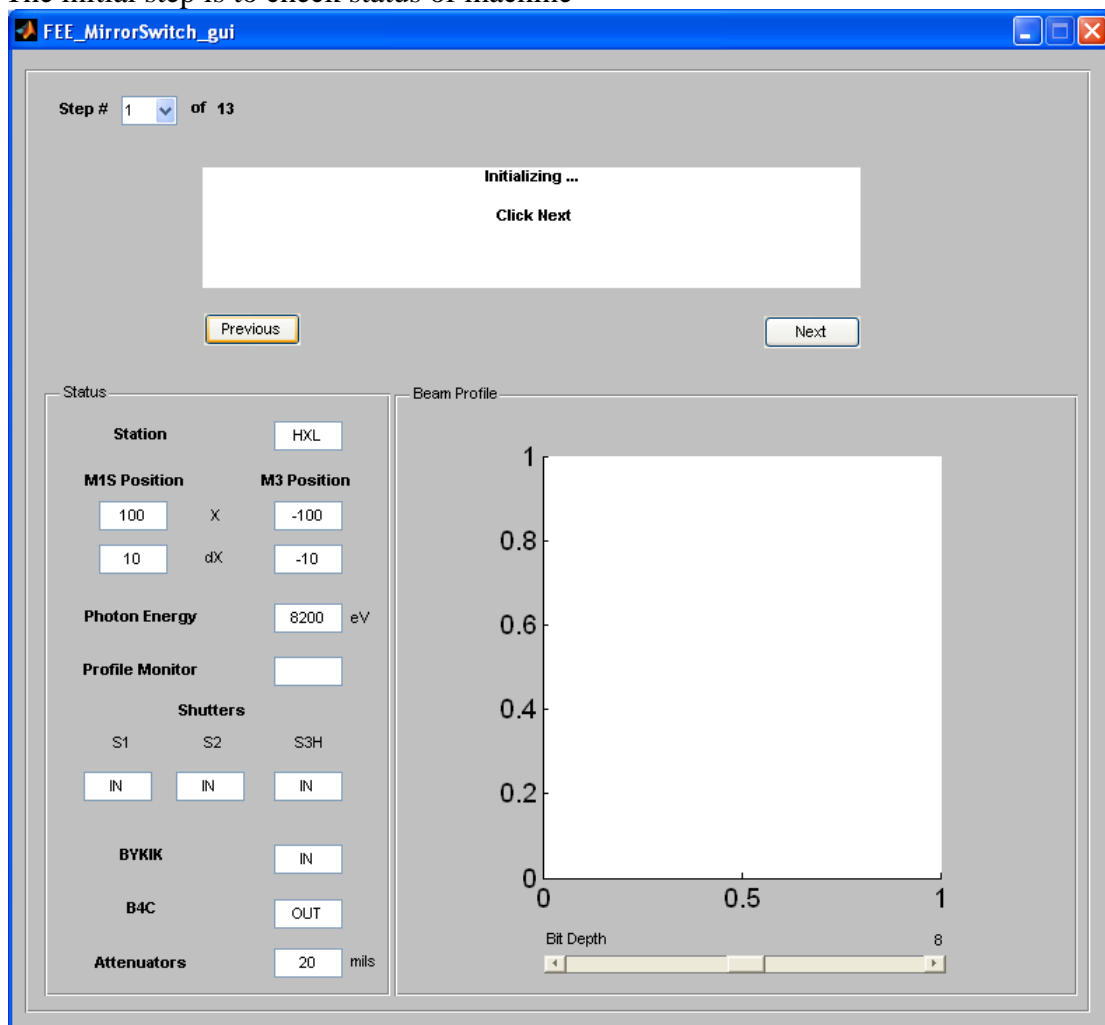 The initial step is to check status of machine
FEE_MirrorSwitch_gui
Step # 1 of 13
Initializing ...
Click Next
Previous Next
Status
Station HXL
M1S Position M3 Position
100 X -100
10 dX -10
Photon Energy 8200 eV
Profile Monitor
Shutters
S1 S2 S3H
IN IN IN
BYKIK IN
B4C OUT
Attenuators 20 mils
Beam Profile
1
0.8
0.6
0.4
0.2
0
0 0.5 1
Bit Depth 8